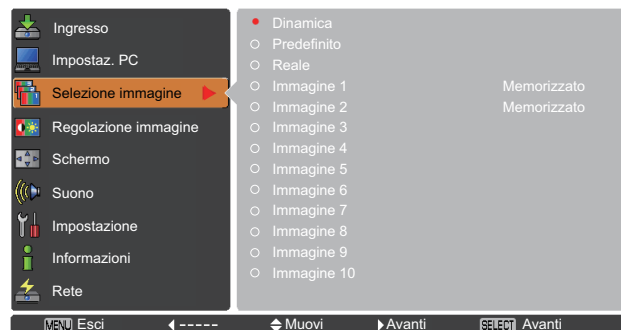 Ingresso
Impostaz. PC
Selezione immagine
Regolazione immagine
Schermo
Suono
Impostazione
Informazioni
Rete
Dinamica
Predefinito
Reale
Immagine 1 Memorizzato
Immagine 2 Memorizzato
Immagine 3
Immagine 4
Immagine 5
Immagine 6
Immagine 7
Immagine 8
Immagine 9
Immagine 10
MENU Esci ----- Muovi Avanti SELECT Avanti